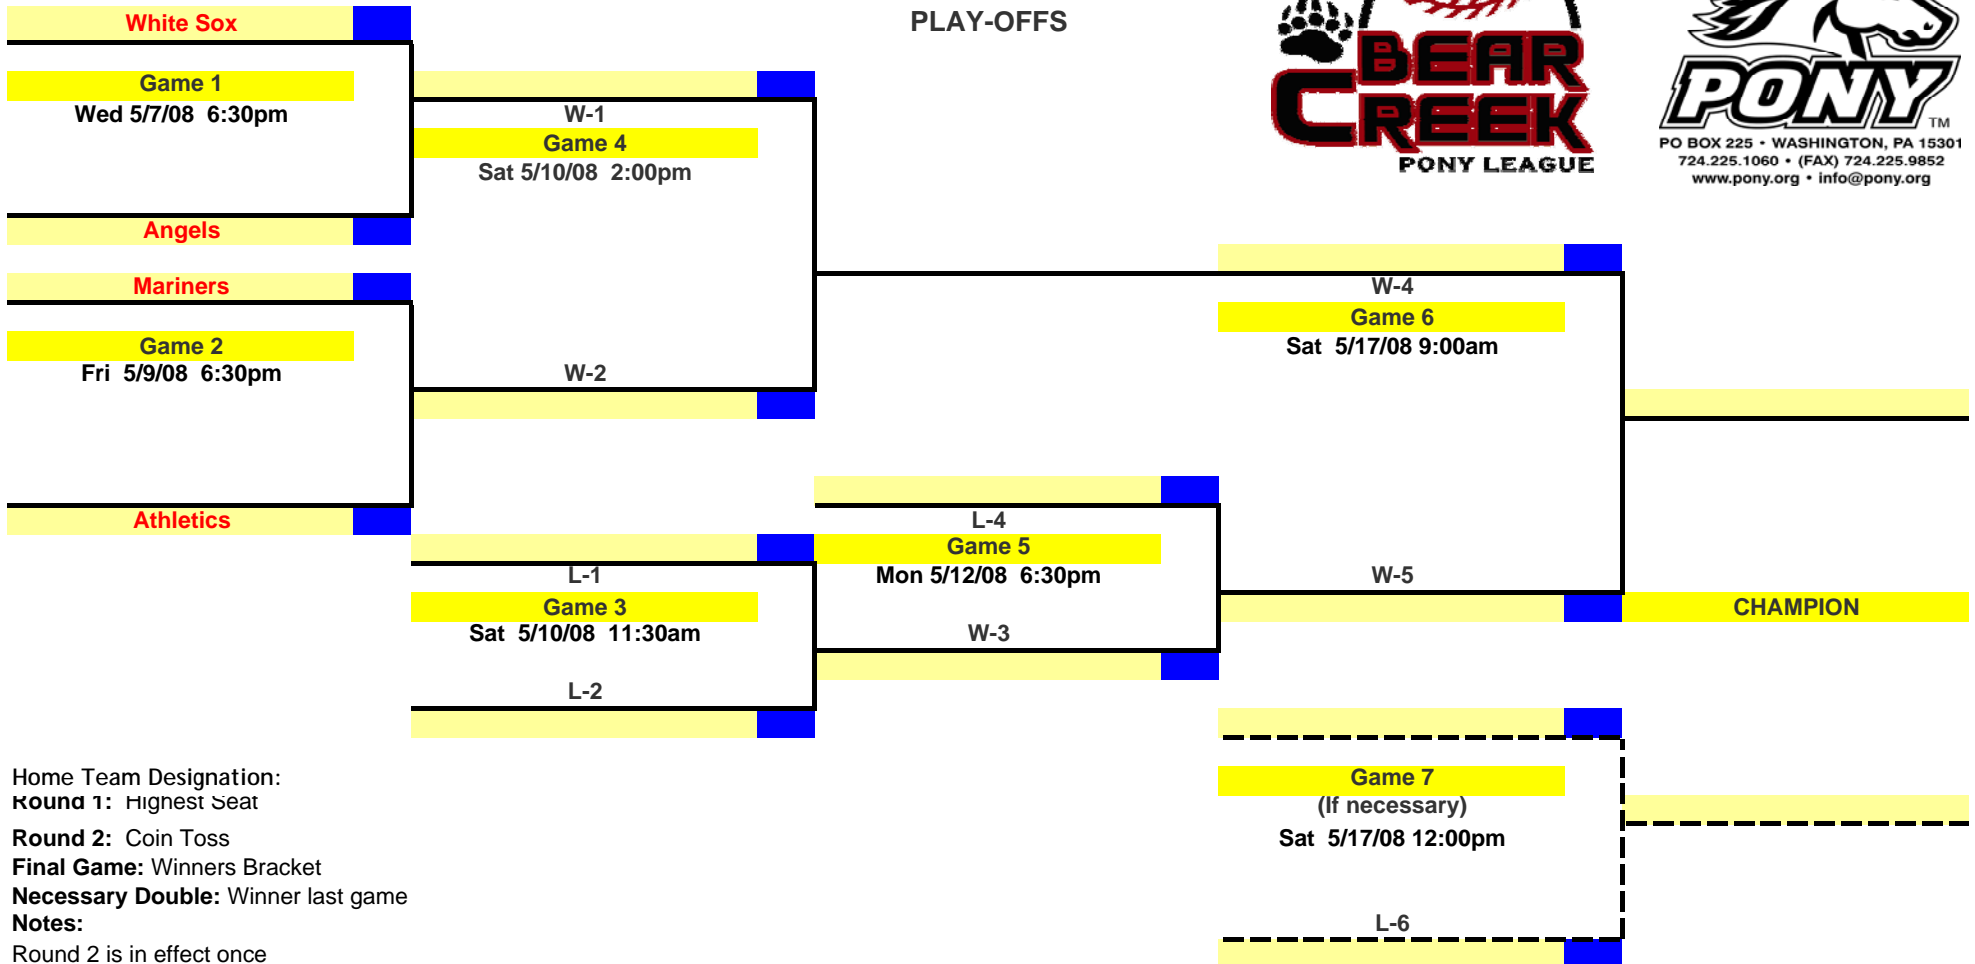 PLAY-OFFS
BEAR
CREEK
PONY LEAGUE
PONY
TM
PO BOX 225 • WASHINGTON, PA 15301
724.225.1060 • (FAX) 724.225.9852
www.pony.org • info@pony.org
White Sox
Game 1
Wed 5/7/08 6:30pm
Angels
Mariners
Game 2
Fri 5/9/08 6:30pm
Athletics
W-1
Game 4
Sat 5/10/08 2:00pm
W-2
L-1
Game 3
Sat 5/10/08 11:30am
L-2
L-4
Game 5
Mon 5/12/08 6:30pm
W-3
W-4
Game 6
Sat 5/17/08 9:00am
W-5
CHAMPION
Game 7
(If necessary)
Sat 5/17/08 12:00pm
L-6
Home Team Designation:
Round 1: Highest Seat
Round 2: Coin Toss
Final Game: Winners Bracket
Necessary Double: Winner last game
Notes:
Round 2 is in effect once